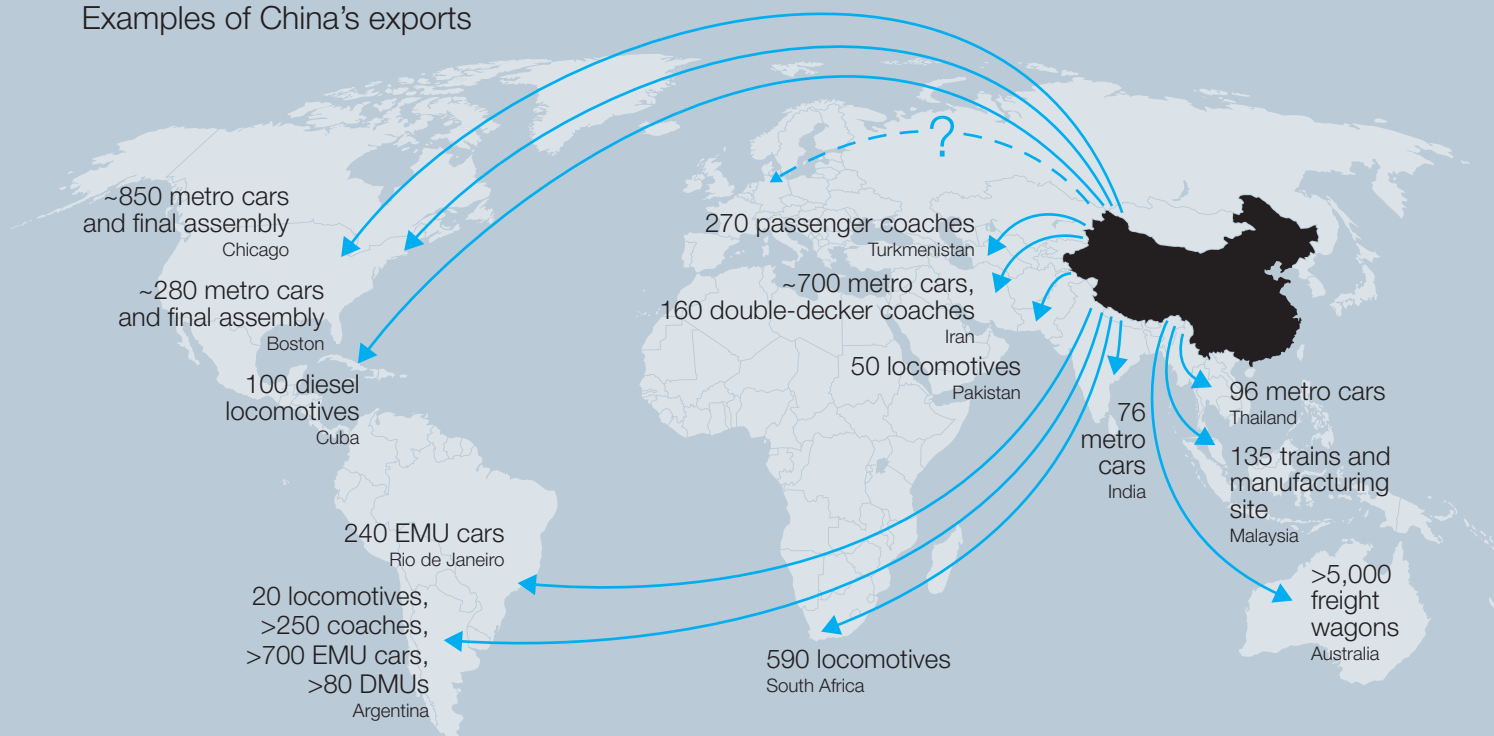 Examples of China's exports
?
~850 metro cars
and final assembly
Chicago
~280 metro cars
and final assembly
Boston
100 diesel
locomotives
Cuba
270 passenger coaches
Turkmenistan
~700 metro cars,
160 double-decker coaches
Iran
50 locomotives
Pakistan
76
metro
cars
India
96 metro cars
Thailand
135 trains and
manufacturing
site
Malaysia
240 EMU cars
Rio de Janeiro
20 locomotives,
>250 coaches,
>700 EMU cars,
>80 DMUs
Argentina
590 locomotives
South Africa
>5,000
freight
wagons
Australia